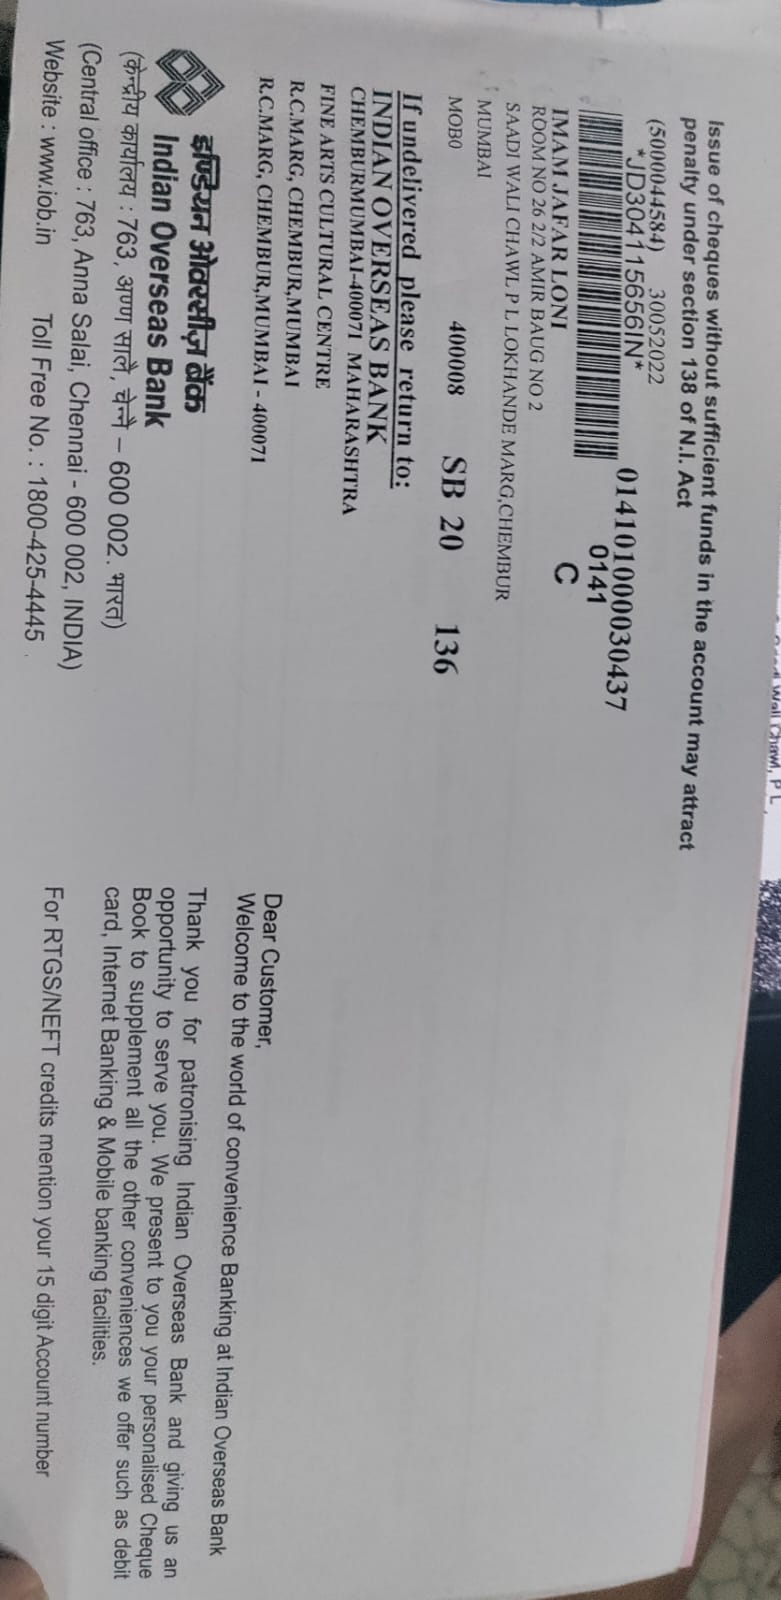 Issue of cheques without sufficient funds in the account may attract
penalty under section 138 of N.I. Act
(5000044584) 30052022
*JD304115656IN*
014101000030437
0141
C
IMAM JAFAR LONI
ROOM NO 26 2/2 AMIR BAUG NO 2
SAADI WALI CHAWL P L LOKHANDE MARG,CHEMBUR
MUMBAI
MOB0 400008 SB 20 136
If undelivered please return to:
INDIAN OVERSEAS BANK
CHEMBURMUMBAI-400071 MAHARASHTRA
FINE ARTS CULTURAL CENTRE
R.C.MARG, CHEMBUR,MUMBAI
R.C.MARG, CHEMBUR,MUMBAI - 400071
इण्डियन ओवरसीज़ बैंक
Indian Overseas Bank
(केन्द्रीय कार्यालय : 763, अण्णा सालै, चेन्नै – 600 002. भारत)
(Central office : 763, Anna Salai, Chennai - 600 002, INDIA)
Website : www.iob.in Toll Free No. : 1800-425-4445
Dear Customer,
Welcome to the world of convenience Banking at Indian Overseas Bank
Thank you for patronising Indian Overseas Bank and giving us an
opportunity to serve you. We present to you your personalised Cheque
Book to supplement all the other conveniences we offer such as debit
card, Internet Banking & Mobile banking facilities.
For RTGS/NEFT credits mention your 15 digit Account number
Wali Chawl, P L